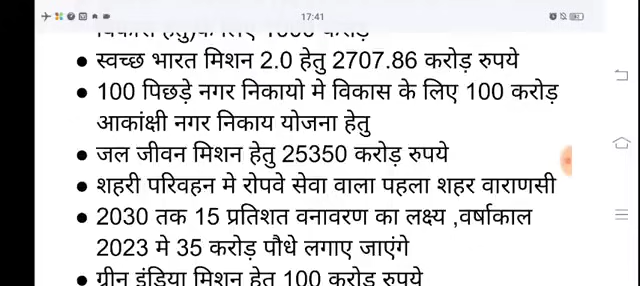 17:41
विकास हेतु)के लिए 1000 करोड़
• स्वच्छ भारत मिशन 2.0 हेतु 2707.86 करोड़ रुपये
• 100 पिछड़े नगर निकायो मे विकास के लिए 100 करोड़
आकांक्षी नगर निकाय योजना हेतु
• जल जीवन मिशन हेतु 25350 करोड़ रुपये
• शहरी परिवहन मे रोपवे सेवा वाला पहला शहर वाराणसी
• 2030 तक 15 प्रतिशत वनावरण का लक्ष्य ,वर्षाकाल
2023 मे 35 करोड़ पौधे लगाए जाएंगे
• ग्रीन इंडिया मिशन हेतु 100 करोड़ रुपये